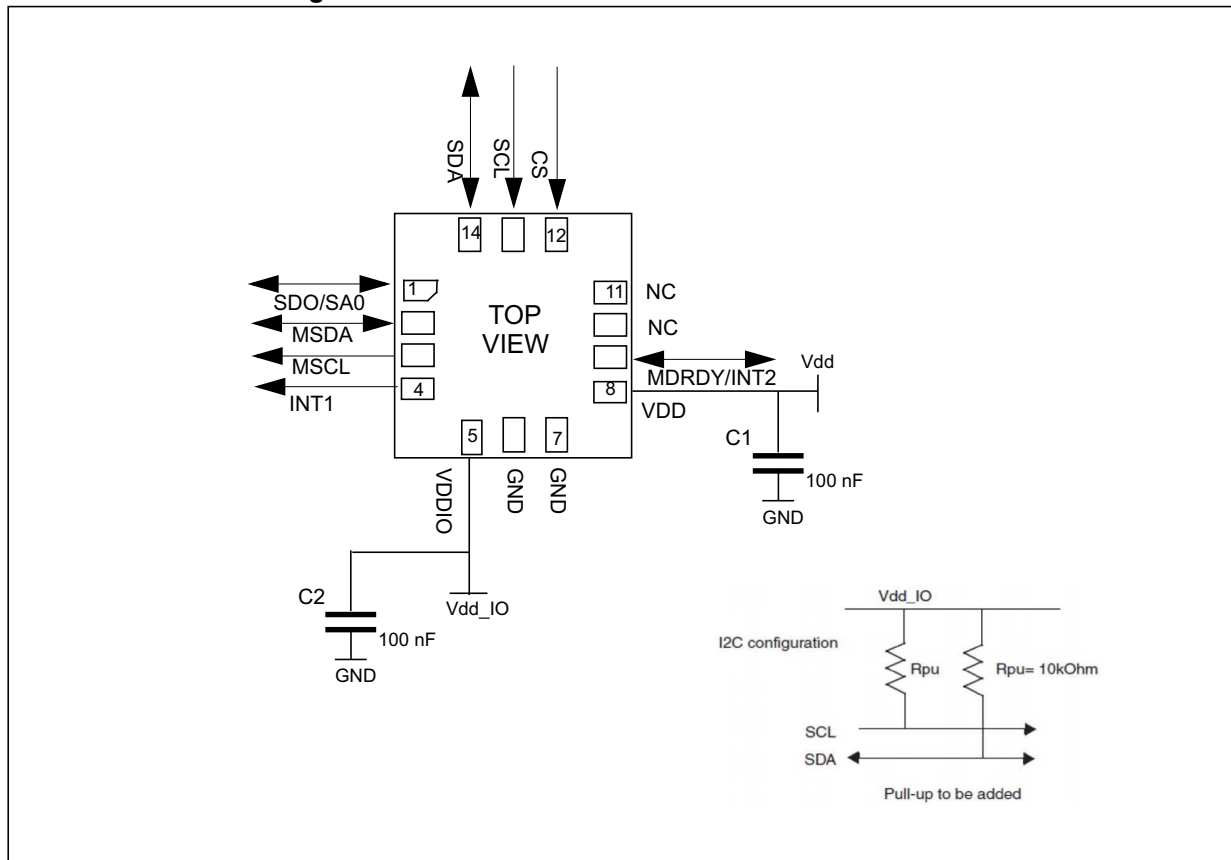 SDA
SCL
CS
14
12
1
11
NC
SDO/SA0
TOP
VIEW
NC
MSDA
MSCL
MDRDY/INT2
Vdd
4
8
INT1
VDD
5
7
C1
100 nF
GND
VDDIO
GND
GND
C2
Vdd_IO
100 nF
GND
Vdd_IO
I2C configuration
Rpu
Rpu= 10kOhm
SCL
SDA
Pull-up to be added